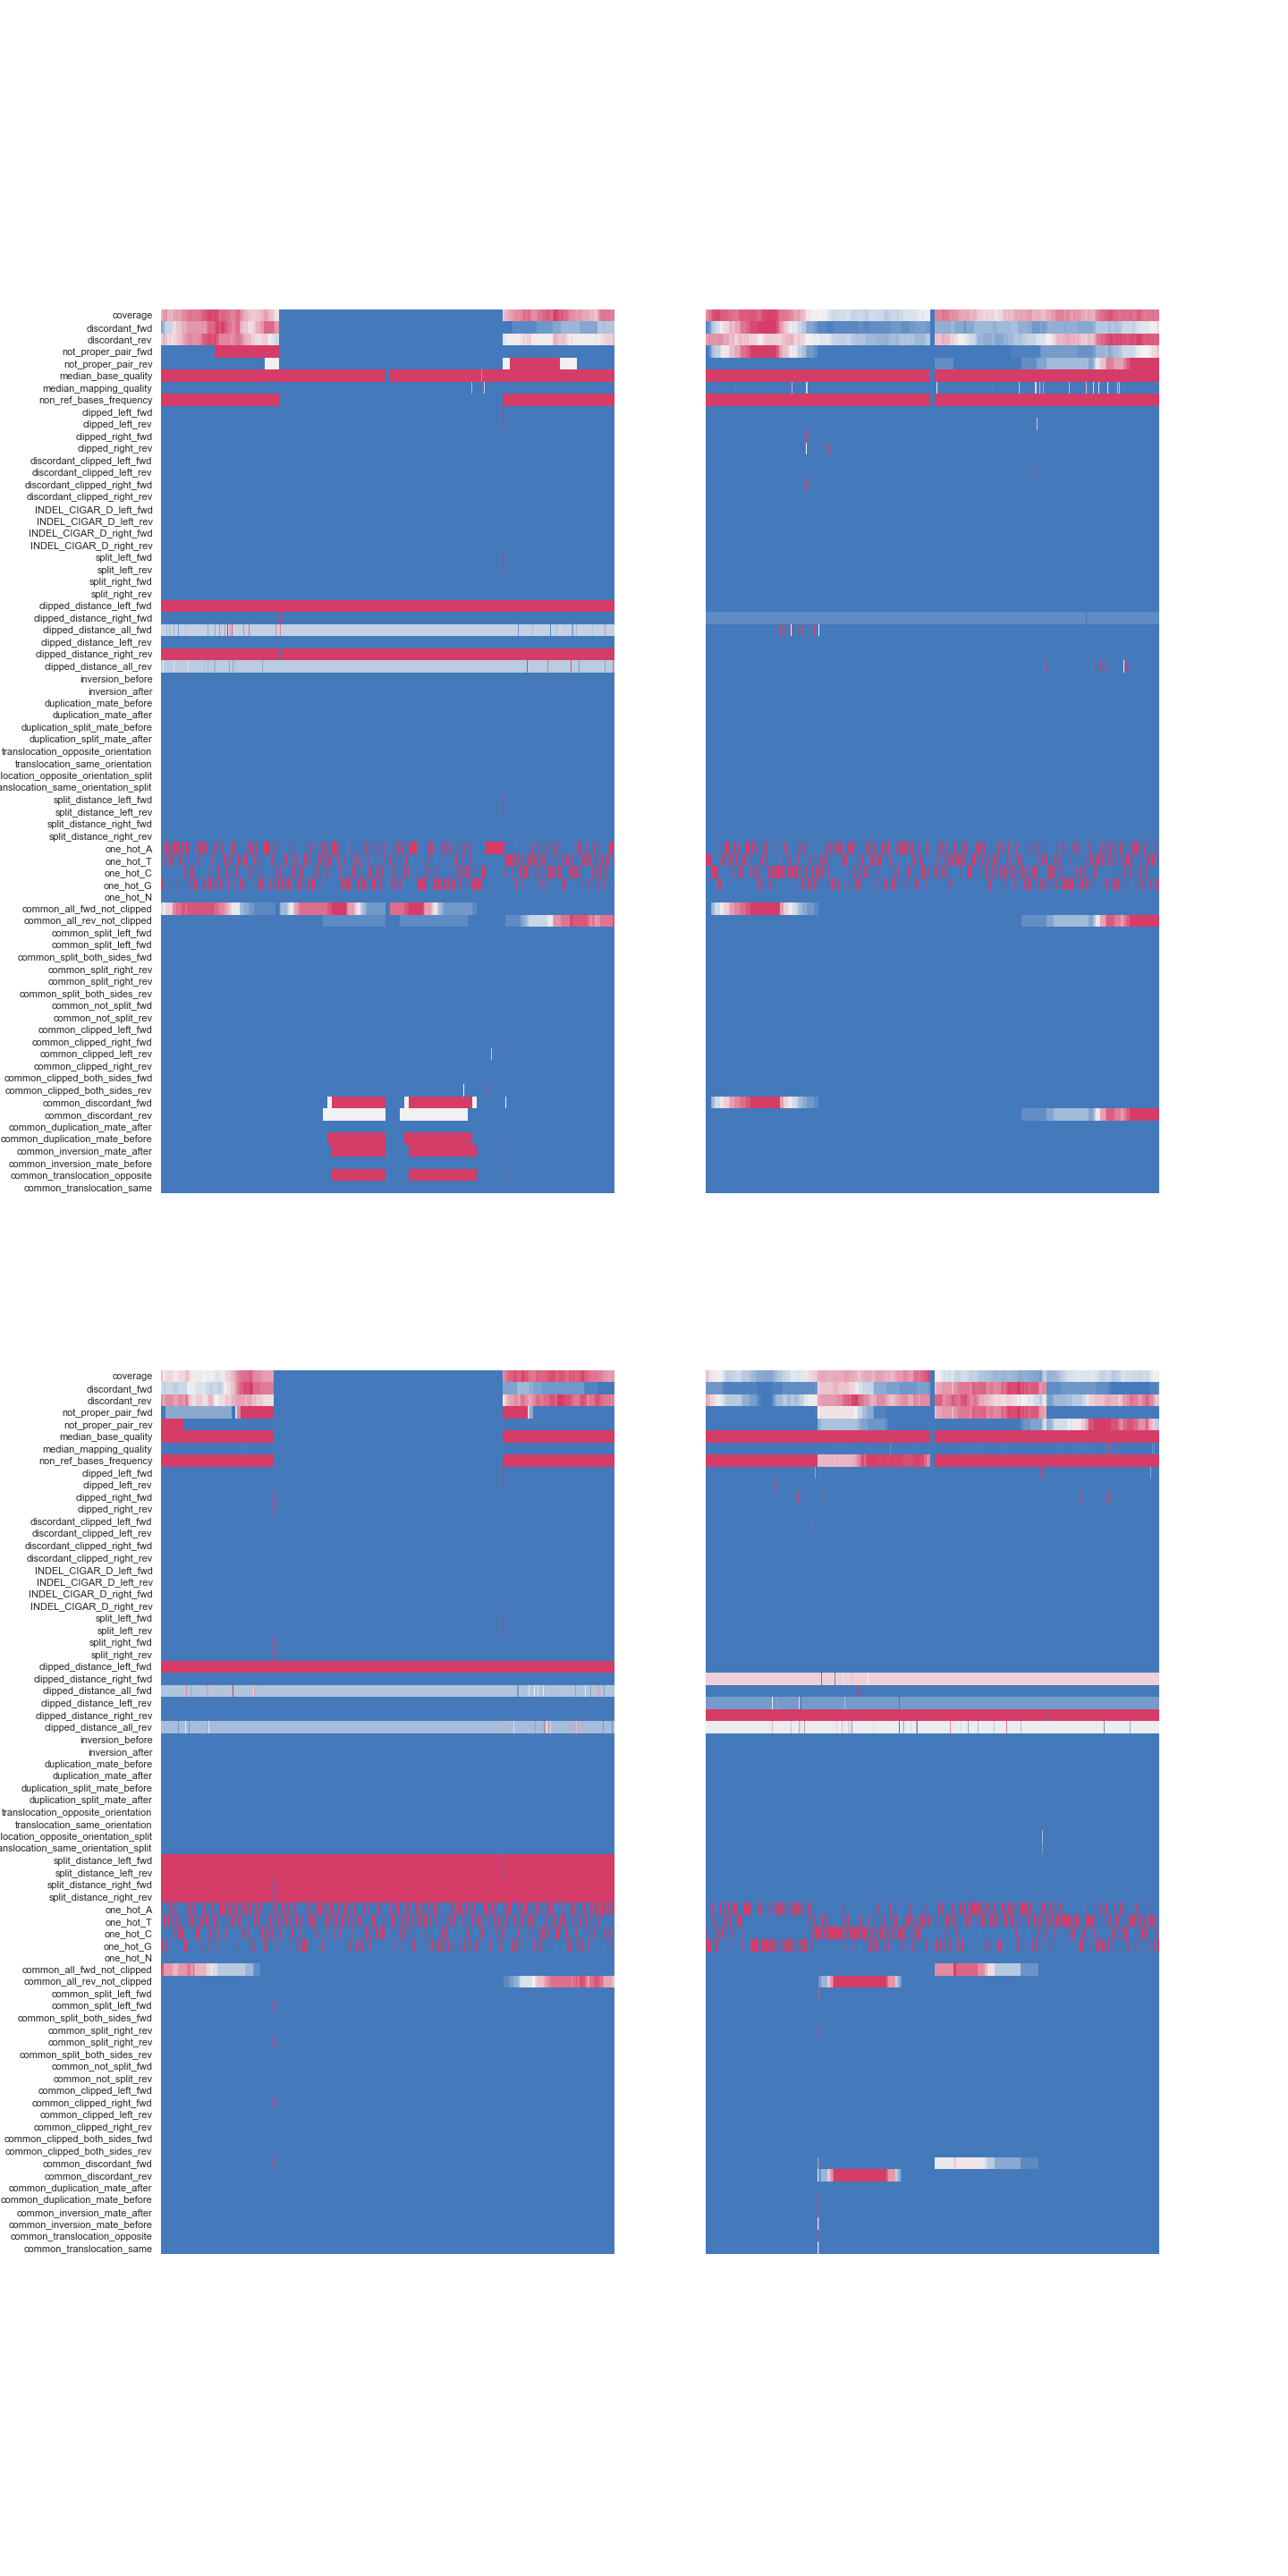 coverage
discordant_fwd
discordant_rev
not_proper_pair_fwd
not_proper_pair_rev
median_base_quality
median_mapping_quality
non_ref_bases_frequency
clipped_left_fwd
clipped_left_rev
clipped_right_fwd
clipped_right_rev
discordant_clipped_left_fwd
discordant_clipped_left_rev
discordant_clipped_right_fwd
discordant_clipped_right_rev
INDEL_CIGAR_D_left_fwd
INDEL_CIGAR_D_left_rev
INDEL_CIGAR_D_right_fwd
INDEL_CIGAR_D_right_rev
split_left_fwd
split_left_rev
split_right_fwd
split_right_rev
clipped_distance_left_fwd
clipped_distance_right_fwd
clipped_distance_all_fwd
clipped_distance_left_rev
clipped_distance_right_rev
clipped_distance_all_rev
inversion_before
inversion_after
duplication_mate_before
duplication_mate_after
duplication_split_mate_before
duplication_split_mate_after
translocation_opposite_orientation
translocation_same_orientation
location_opposite_orientation_split
anslocation_same_orientation_split
split_distance_left_fwd
split_distance_left_rev
split_distance_right_fwd
split_distance_right_rev
one_hot_A
one_hot_T
one_hot_C
one_hot_G
one_hot_N
common_all_fwd_not_clipped
common_all_rev_not_clipped
common_split_left_fwd
common_split_left_fwd
common_split_both_sides_fwd
common_split_right_rev
common_split_right_rev
common_split_both_sides_rev
common_not_split_fwd
common_not_split_rev
common_clipped_left_fwd
common_clipped_right_fwd
common_clipped_left_rev
common_clipped_right_rev
common_clipped_both_sides_fwd
common_clipped_both_sides_rev
common_discordant_fwd
common_discordant_rev
common_duplication_mate_after
common_duplication_mate_before
common_inversion_mate_after
common_inversion_mate_before
common_translocation_opposite
common_translocation_same
coverage
discordant_fwd
discordant_rev
not_proper_pair_fwd
not_proper_pair_rev
median_base_quality
median_mapping_quality
non_ref_bases_frequency
clipped_left_fwd
clipped_left_rev
clipped_right_fwd
clipped_right_rev
discordant_clipped_left_fwd
discordant_clipped_left_rev
discordant_clipped_right_fwd
discordant_clipped_right_rev
INDEL_CIGAR_D_left_fwd
INDEL_CIGAR_D_left_rev
INDEL_CIGAR_D_right_fwd
INDEL_CIGAR_D_right_rev
split_left_fwd
split_left_rev
split_right_fwd
split_right_rev
clipped_distance_left_fwd
clipped_distance_right_fwd
clipped_distance_all_fwd
clipped_distance_left_rev
clipped_distance_right_rev
clipped_distance_all_rev
inversion_before
inversion_after
duplication_mate_before
duplication_mate_after
duplication_split_mate_before
duplication_split_mate_after
translocation_opposite_orientation
translocation_same_orientation
location_opposite_orientation_split
anslocation_same_orientation_split
split_distance_left_fwd
split_distance_left_rev
split_distance_right_fwd
split_distance_right_rev
one_hot_A
one_hot_T
one_hot_C
one_hot_G
one_hot_N
common_all_fwd_not_clipped
common_all_rev_not_clipped
common_split_left_fwd
common_split_left_fwd
common_split_both_sides_fwd
common_split_right_rev
common_split_right_rev
common_split_both_sides_rev
common_not_split_fwd
common_not_split_rev
common_clipped_left_fwd
common_clipped_right_fwd
common_clipped_left_rev
common_clipped_right_rev
common_clipped_both_sides_fwd
common_clipped_both_sides_rev
common_discordant_fwd
common_discordant_rev
common_duplication_mate_after
common_duplication_mate_before
common_inversion_mate_after
common_inversion_mate_before
common_translocation_opposite
common_translocation_same